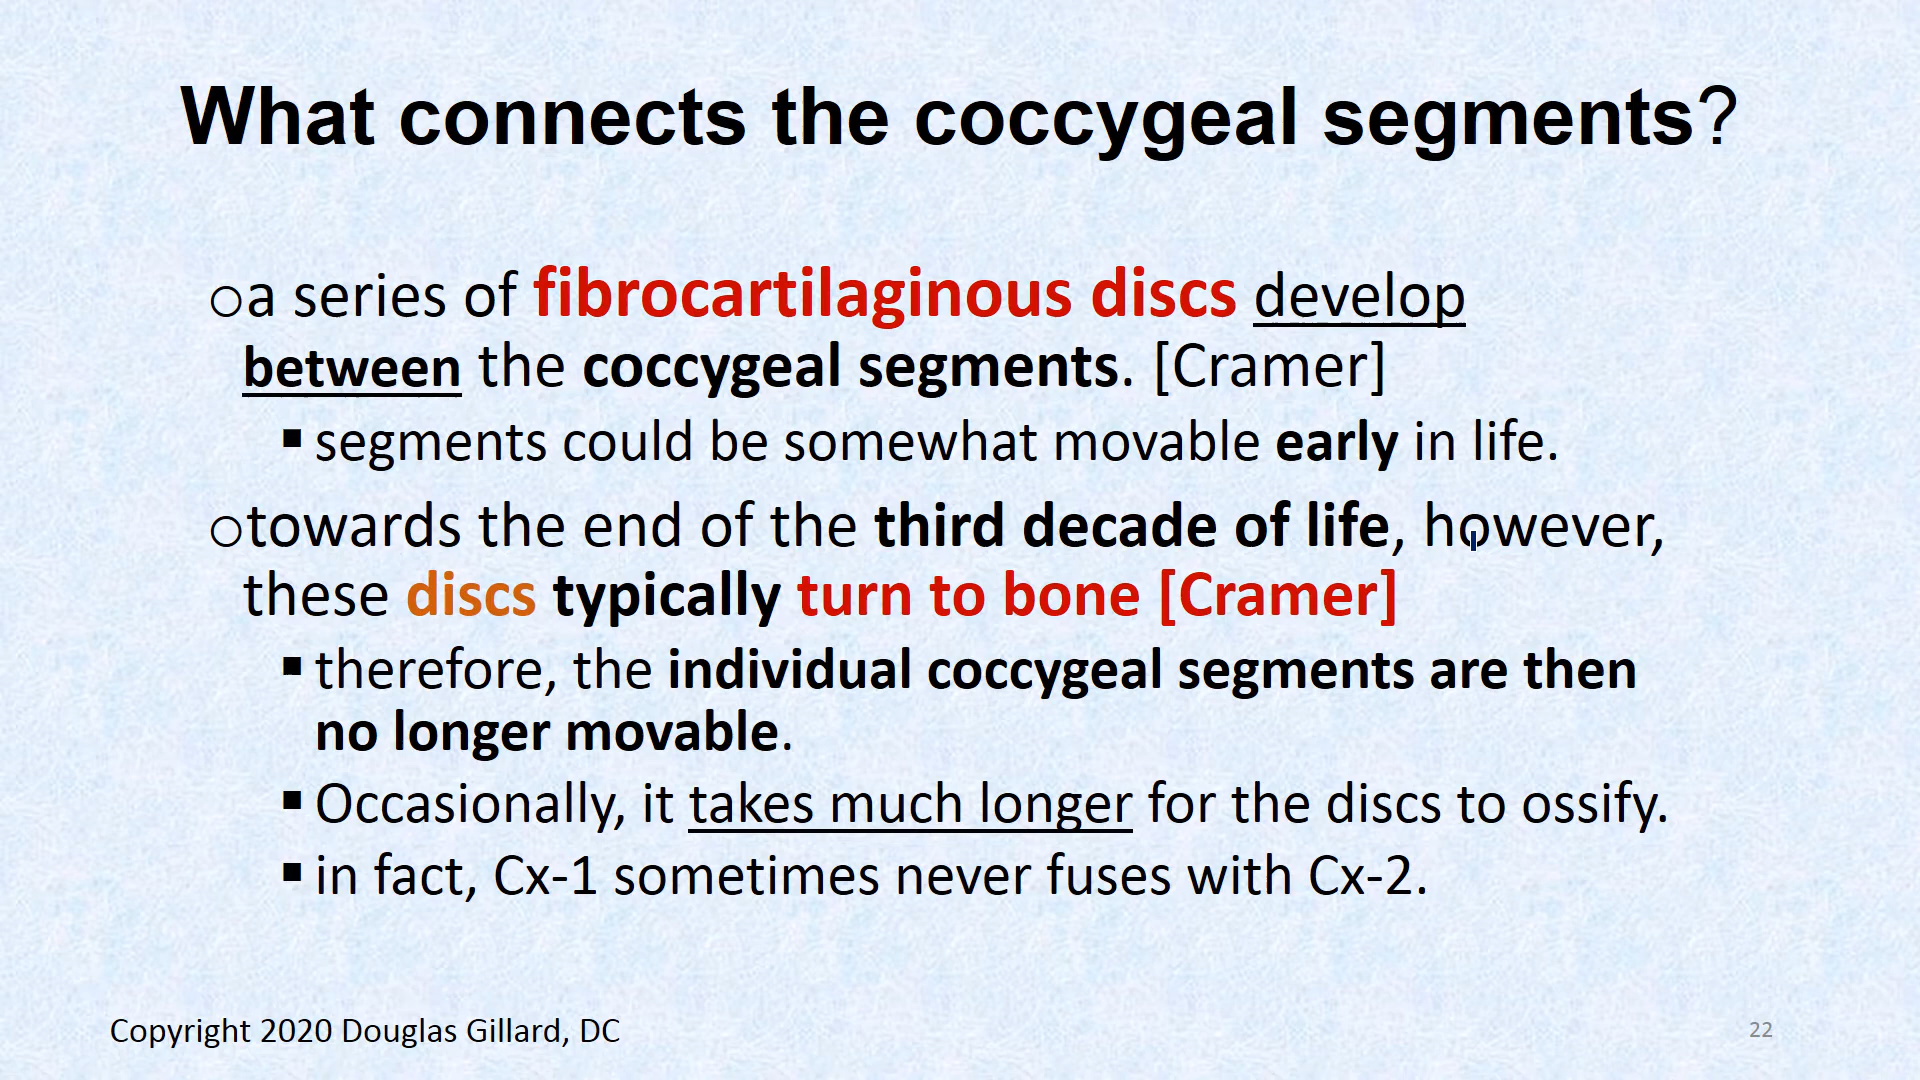 What connects the coccygeal segments?
a series of fibrocartilaginous discs develop
between the coccygeal segments. [Cramer]
segments could be somewhat movable early in life.
towards the end of the third decade of life, however,
these discs typically turn to bone [Cramer]
therefore, the individual coccygeal segments are then
no longer movable.
Occasionally, it takes much longer for the discs to ossify.
in fact, Cx-1 sometimes never fuses with Cx-2.
Copyright 2020 Douglas Gillard, DC
22